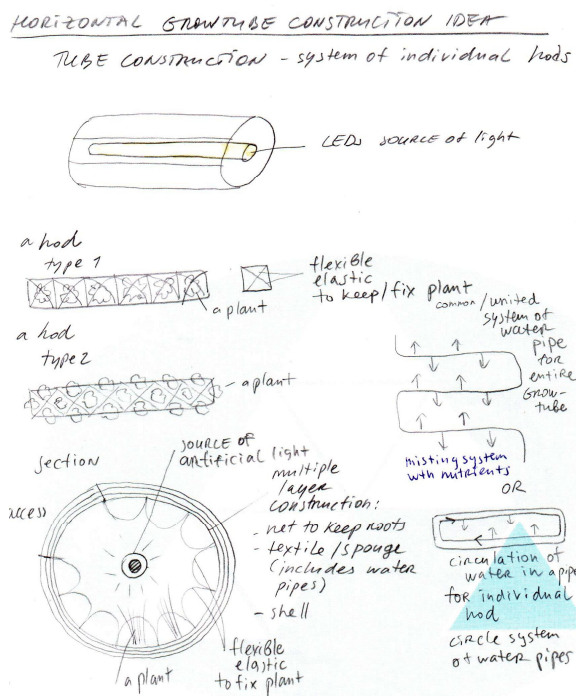 HORIZONTAL GROWTUBE CONSTRUCTION IDEA
TUBE CONSTRUCTION - system of individual hods
LEDs SOURCE of light
a hod
type 1
a plant
flexible
elastic
to keep/fix plant
a hod
type 2
a plant
common/united
system of
water
pipe
for
entire
Grow-
tube
misting system
with nutrients
OR
circulation of
water in a pipe
for individual
hod
circle system
of water pipes
section
access
SOURCE OF
artificial light
multiple
layer
construction:
- net to keep roots
- textile/sponge
(includes water
pipes)
- shell
flexible
elastic
to fix plant
a plant